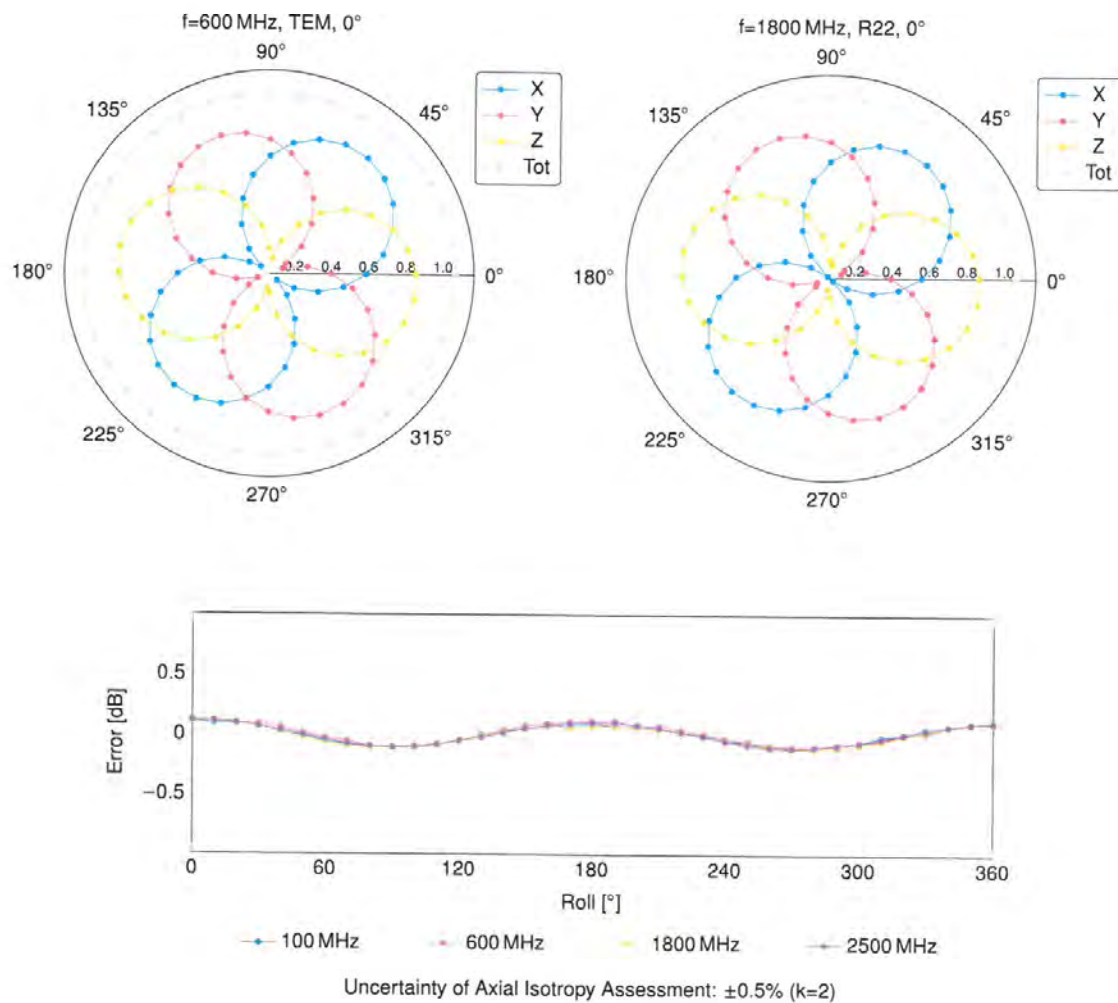 f=600 MHz, TEM, 0°
90°
135°
45°
180°
0°
225°
315°
270°
0.2 0.4 0.6 0.8 1.0
X
Y
Z
Tot
f=1800 MHz, R22, 0°
90°
135°
45°
180°
0°
225°
315°
270°
0.2 0.4 0.6 0.8 1.0
X
Y
Z
Tot
Error [dB]
0.5
0
−0.5
0 60 120 180 240 300 360
Roll [°]
100 MHz 600 MHz 1800 MHz 2500 MHz
Uncertainty of Axial Isotropy Assessment: ±0.5% (k=2)